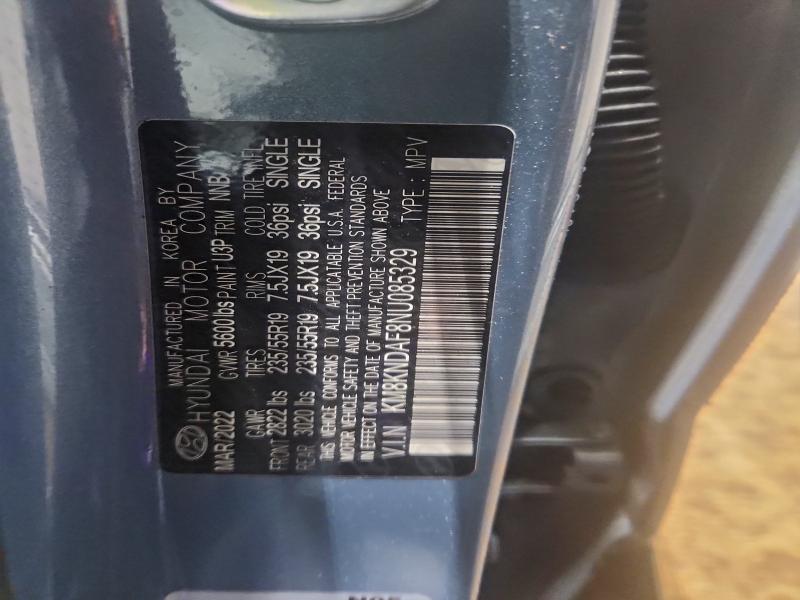 MANUFACTURED IN KOREA BY
HYUNDAI MOTOR COMPANY
MAR/2022 GVWR 5600lbs PAINT U3P TRIM NNB
GAWR TIRES RIMS COLD TIRE INFL
FRONT 2822 lbs 235/55R19 7.5JX19 36psi SINGLE
REAR 3020 lbs 235/55R19 7.5JX19 36psi SINGLE
THIS VEHICLE CONFORMS TO ALL APPLICATABLE U.S.A. FEDERAL
MOTOR VEHICLE SAFETY AND THEFT PREVENTION STANDARDS
IN EFFECT ON THE DATE OF MANUFACTURE SHOWN ABOVE
V.I.N KM8KNDAF8NU085329 TYPE : MPV